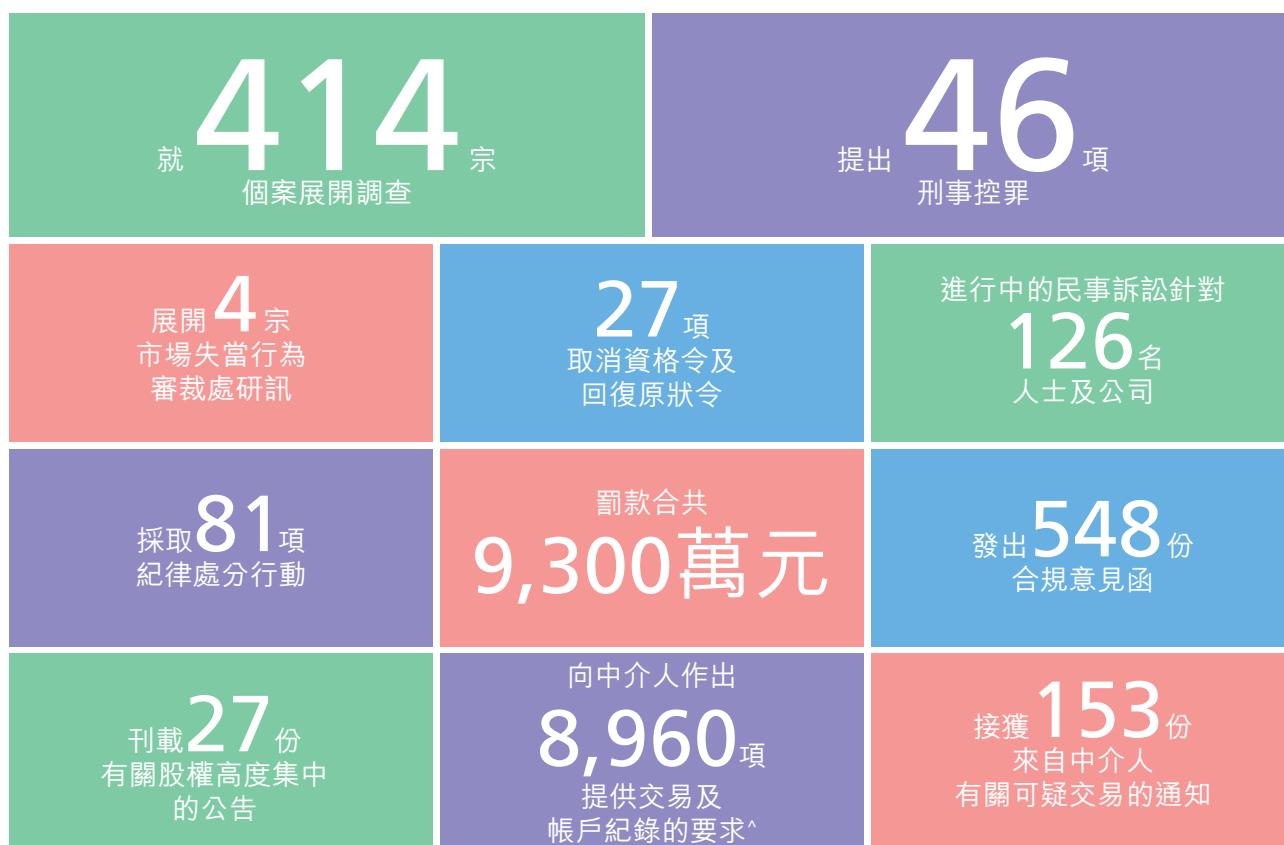 就 414 宗
個案展開調查
提出 46 項
刑事控罪
展開 4 宗
市場失當行為
審裁處研訊
27 項
取消資格令及
回復原狀令
進行中的民事訴訟針對
126 名
人士及公司
採取 81 項
紀律處分行動
罰款合共
9,300萬元
發出 548 份
合規意見函
刊載 27 份
有關股權高度集中
的公告
向中介人作出
8,960 項
提供交易及
帳戶紀錄的要求^
接獲 153 份
來自中介人
有關可疑交易的通知